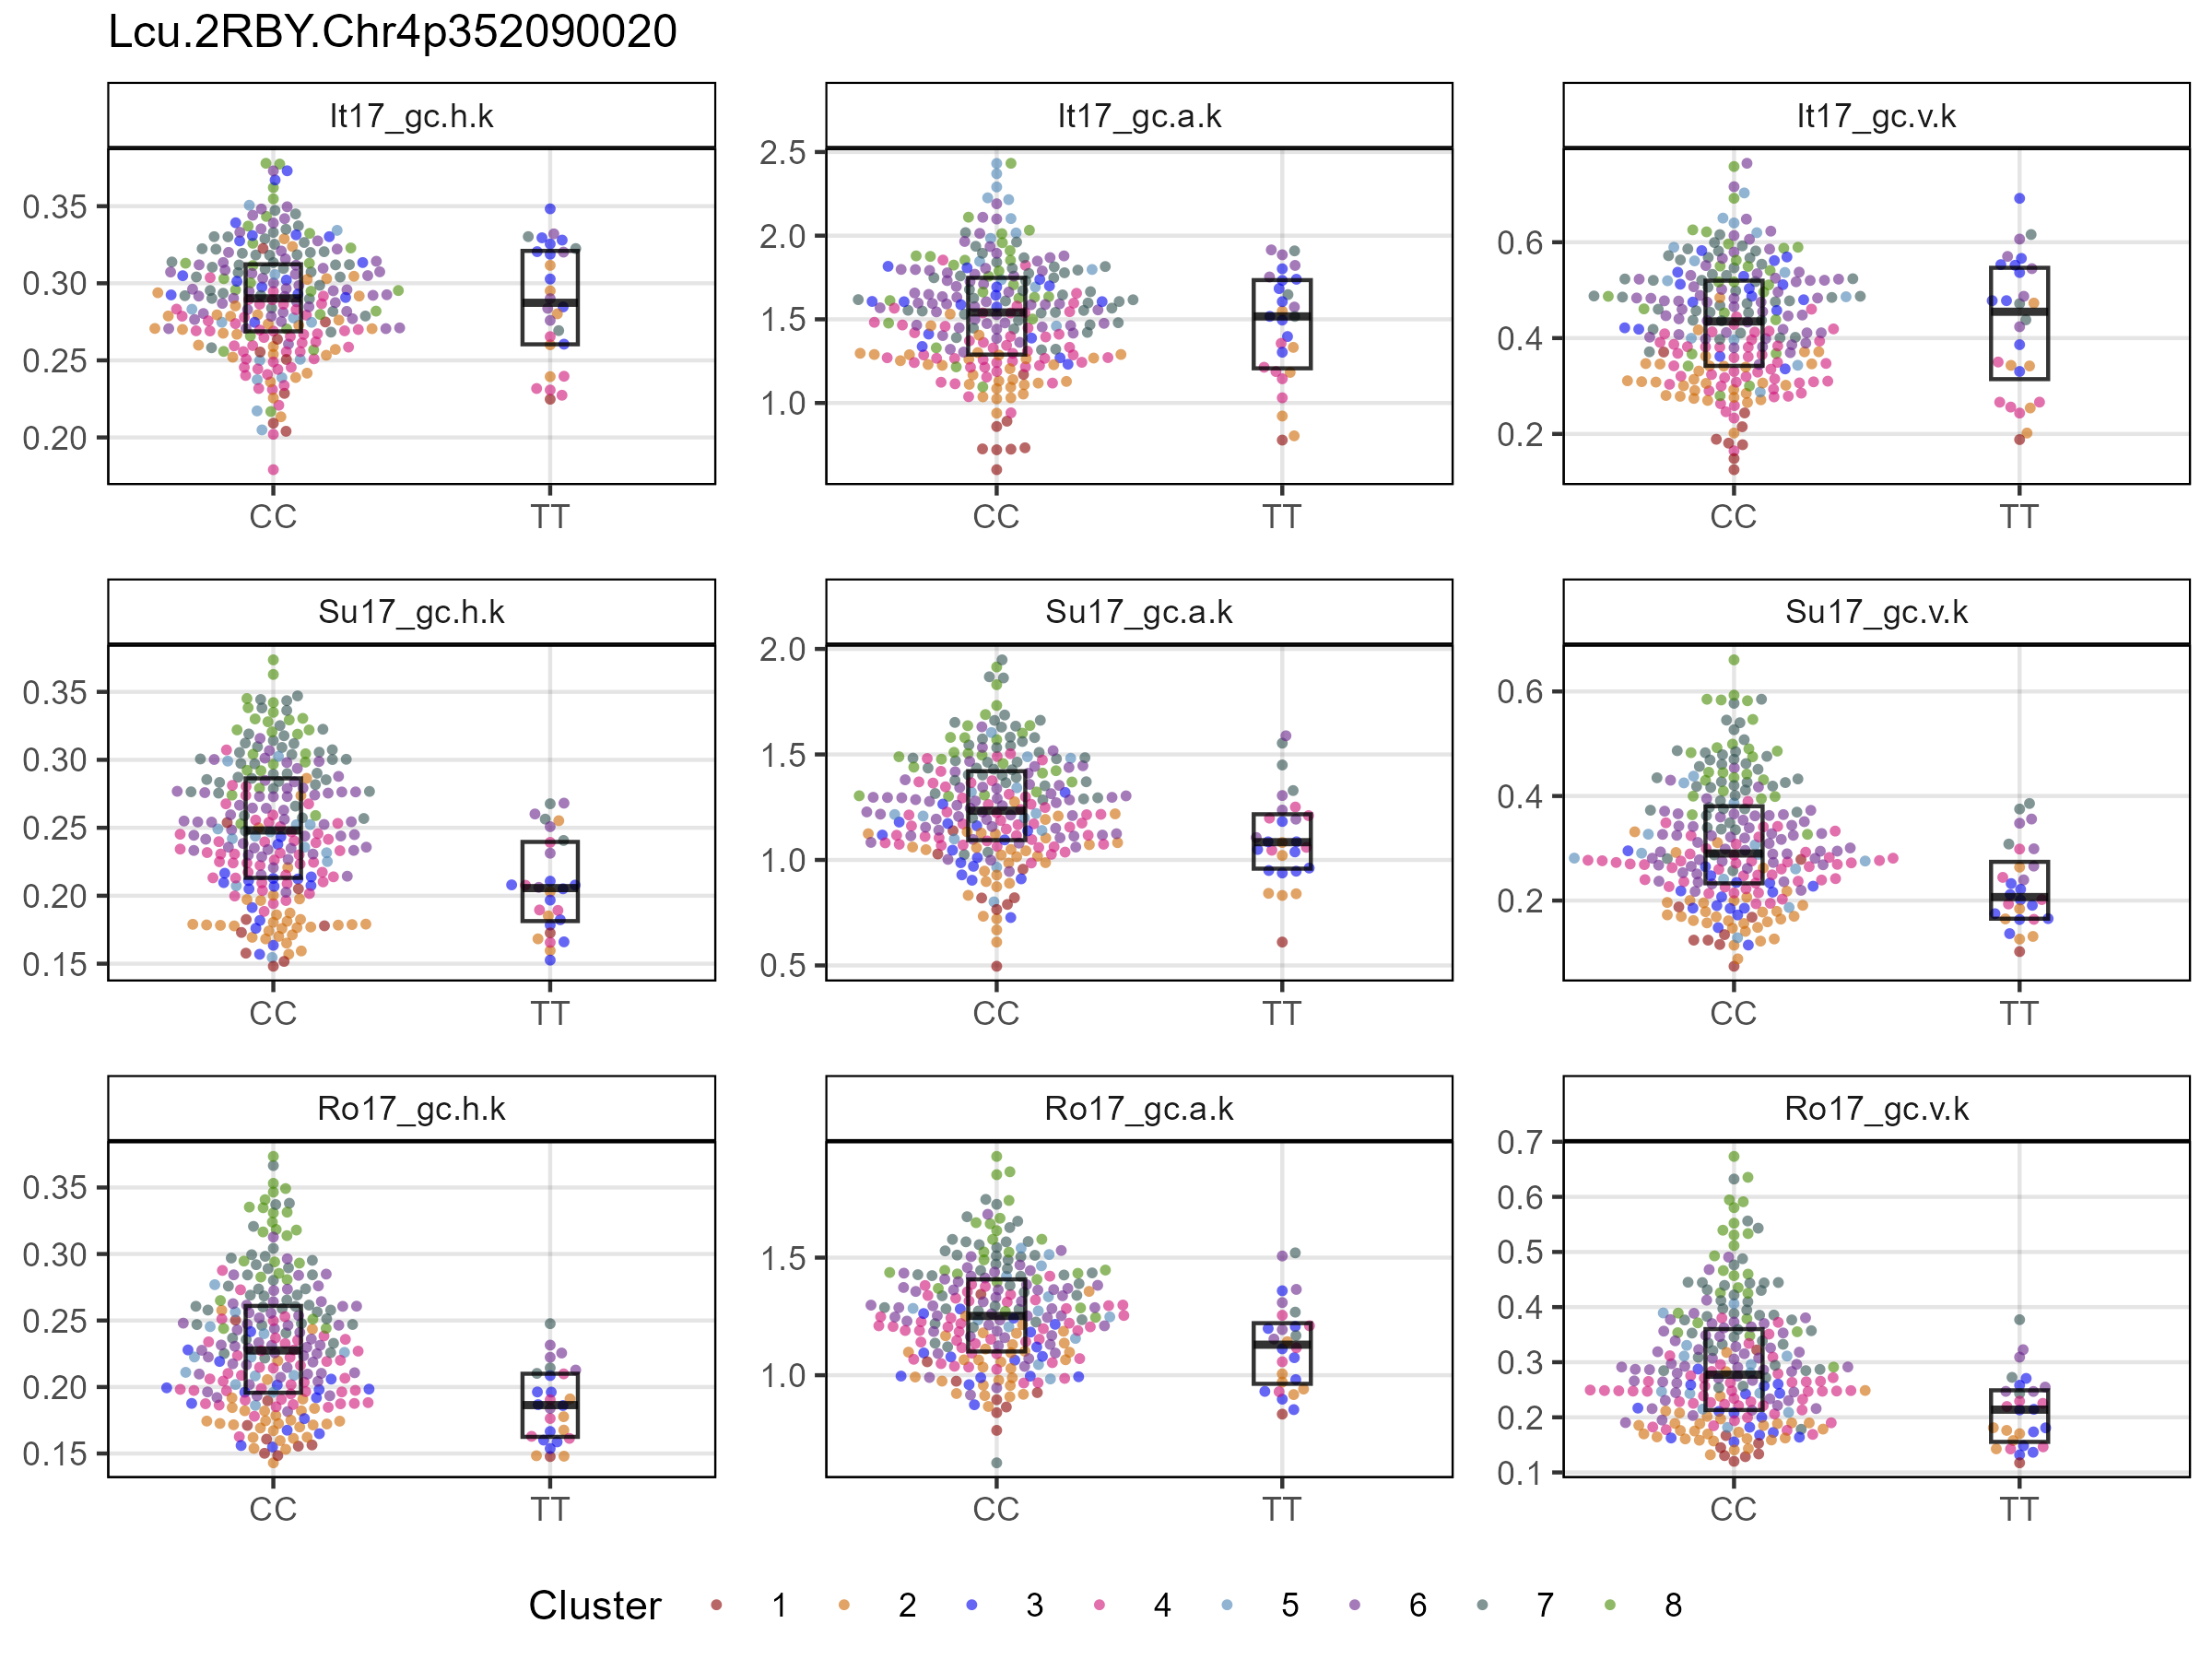 Lcu.2RBY.Chr4p352090020
It17_gc.h.k
It17_gc.a.k
It17_gc.v.k
0.35
0.30
0.25
0.20
CC
TT
2.5
2.0
1.5
1.0
CC
TT
0.6
0.4
0.2
CC
TT
Su17_gc.h.k
Su17_gc.a.k
Su17_gc.v.k
0.35
0.30
0.25
0.20
0.15
CC
TT
2.0
1.5
1.0
0.5
CC
TT
0.6
0.4
0.2
CC
TT
Ro17_gc.h.k
Ro17_gc.a.k
Ro17_gc.v.k
0.35
0.30
0.25
0.20
0.15
CC
TT
1.5
1.0
CC
TT
0.7
0.6
0.5
0.4
0.3
0.2
0.1
CC
TT
Cluster 1 2 3 4 5 6 7 8